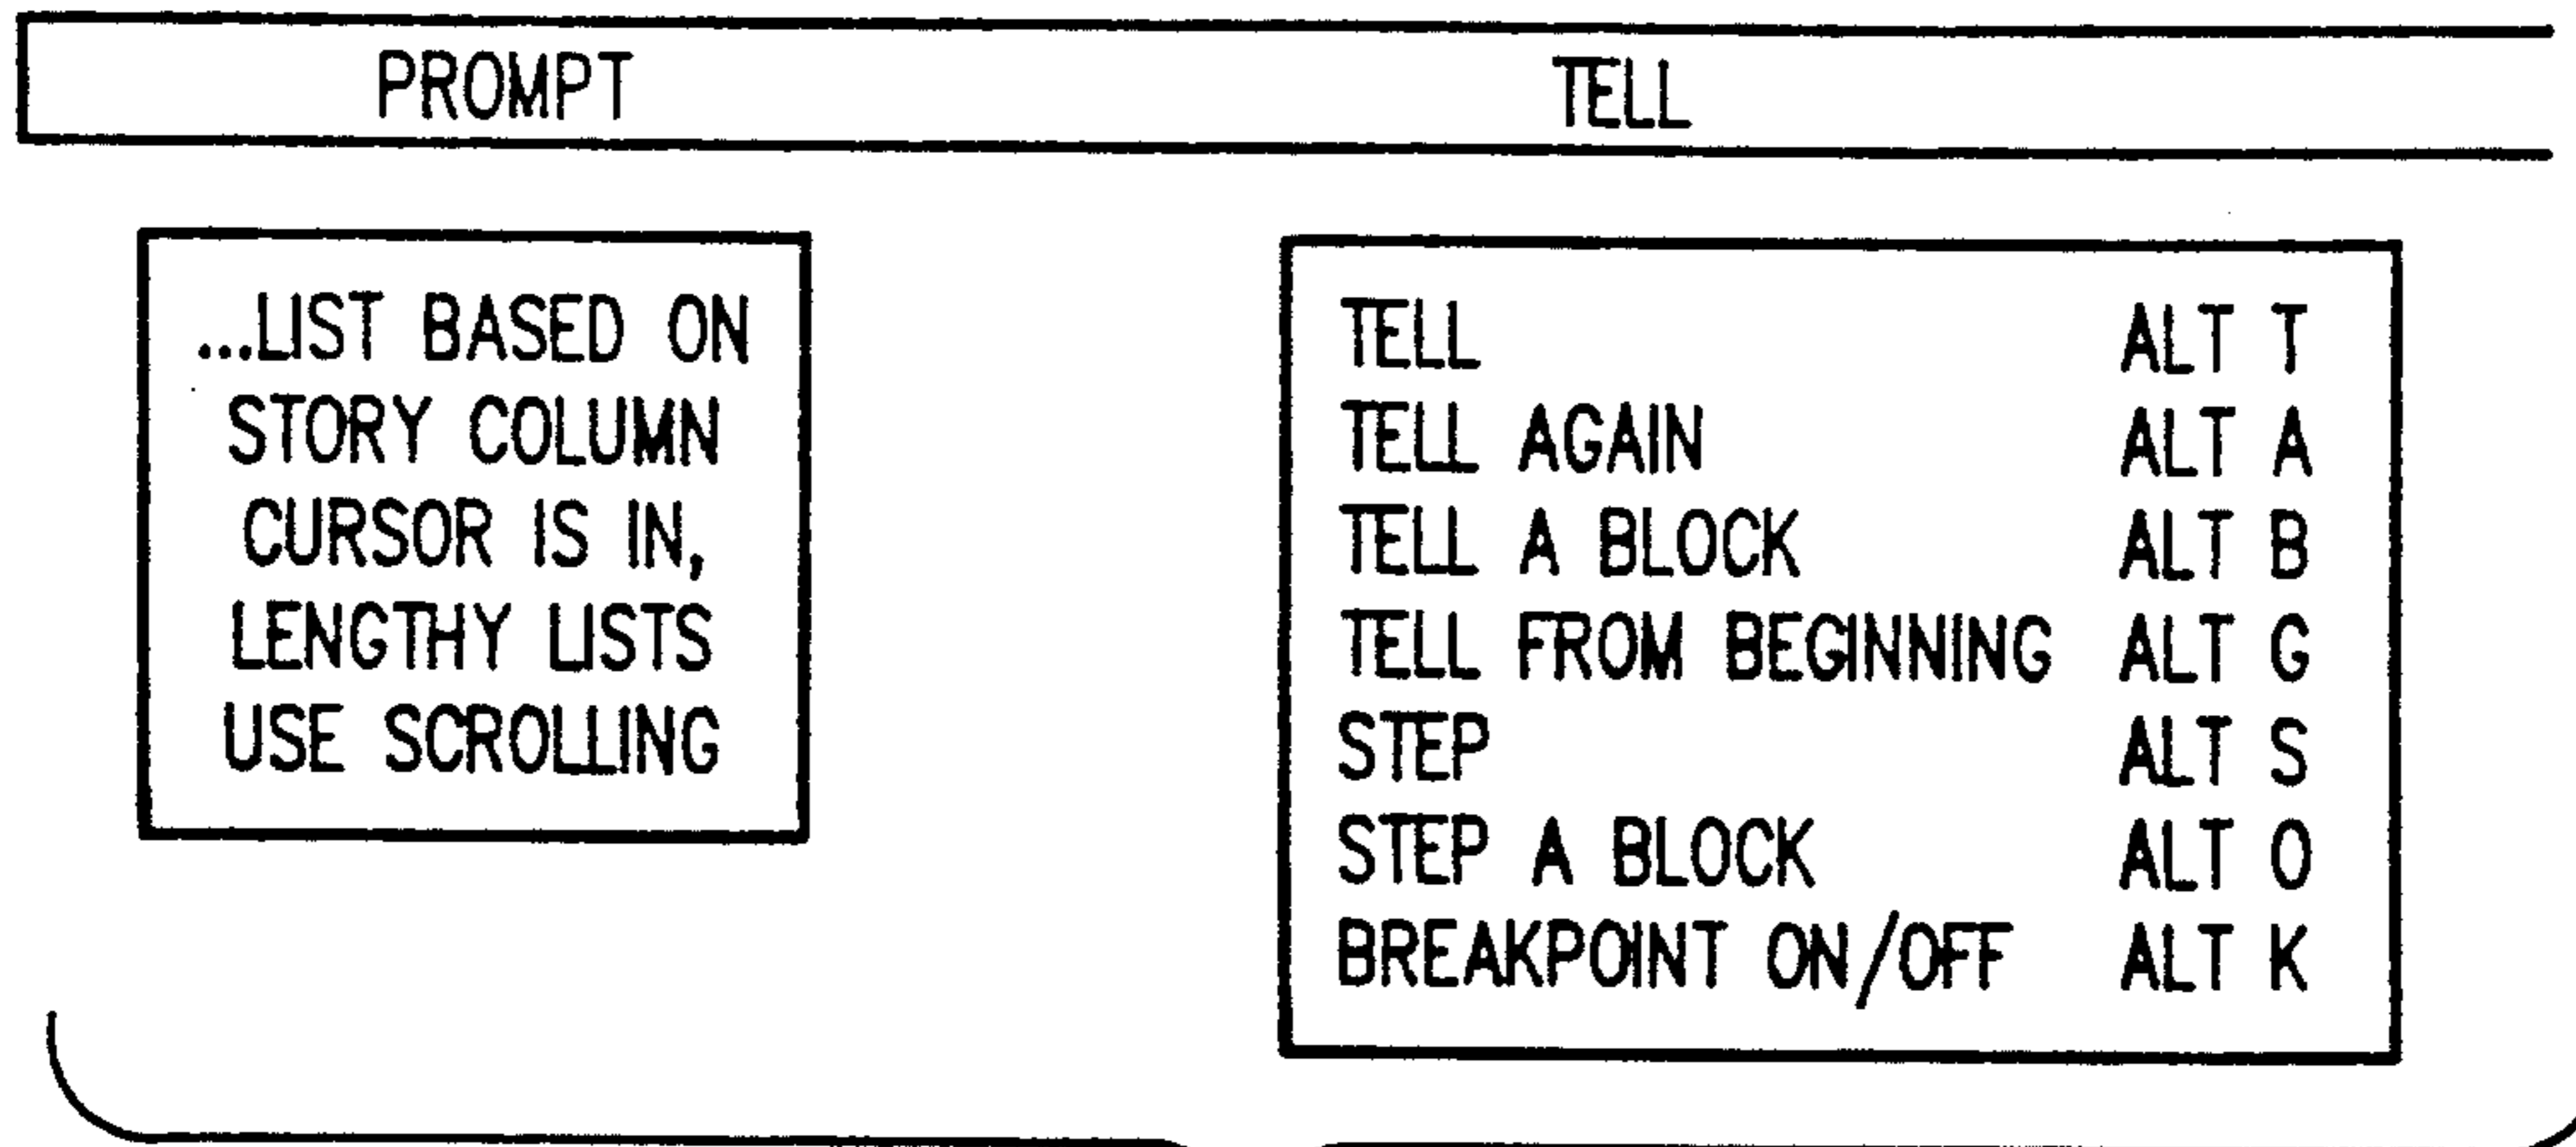 PROMPT TELL
...LIST BASED ON
STORY COLUMN
CURSOR IS IN,
LENGTHY LISTS
USE SCROLLING
TELL ALT T
TELL AGAIN ALT A
TELL A BLOCK ALT B
TELL FROM BEGINNING ALT G
STEP ALT S
STEP A BLOCK ALT O
BREAKPOINT ON/OFF ALT K